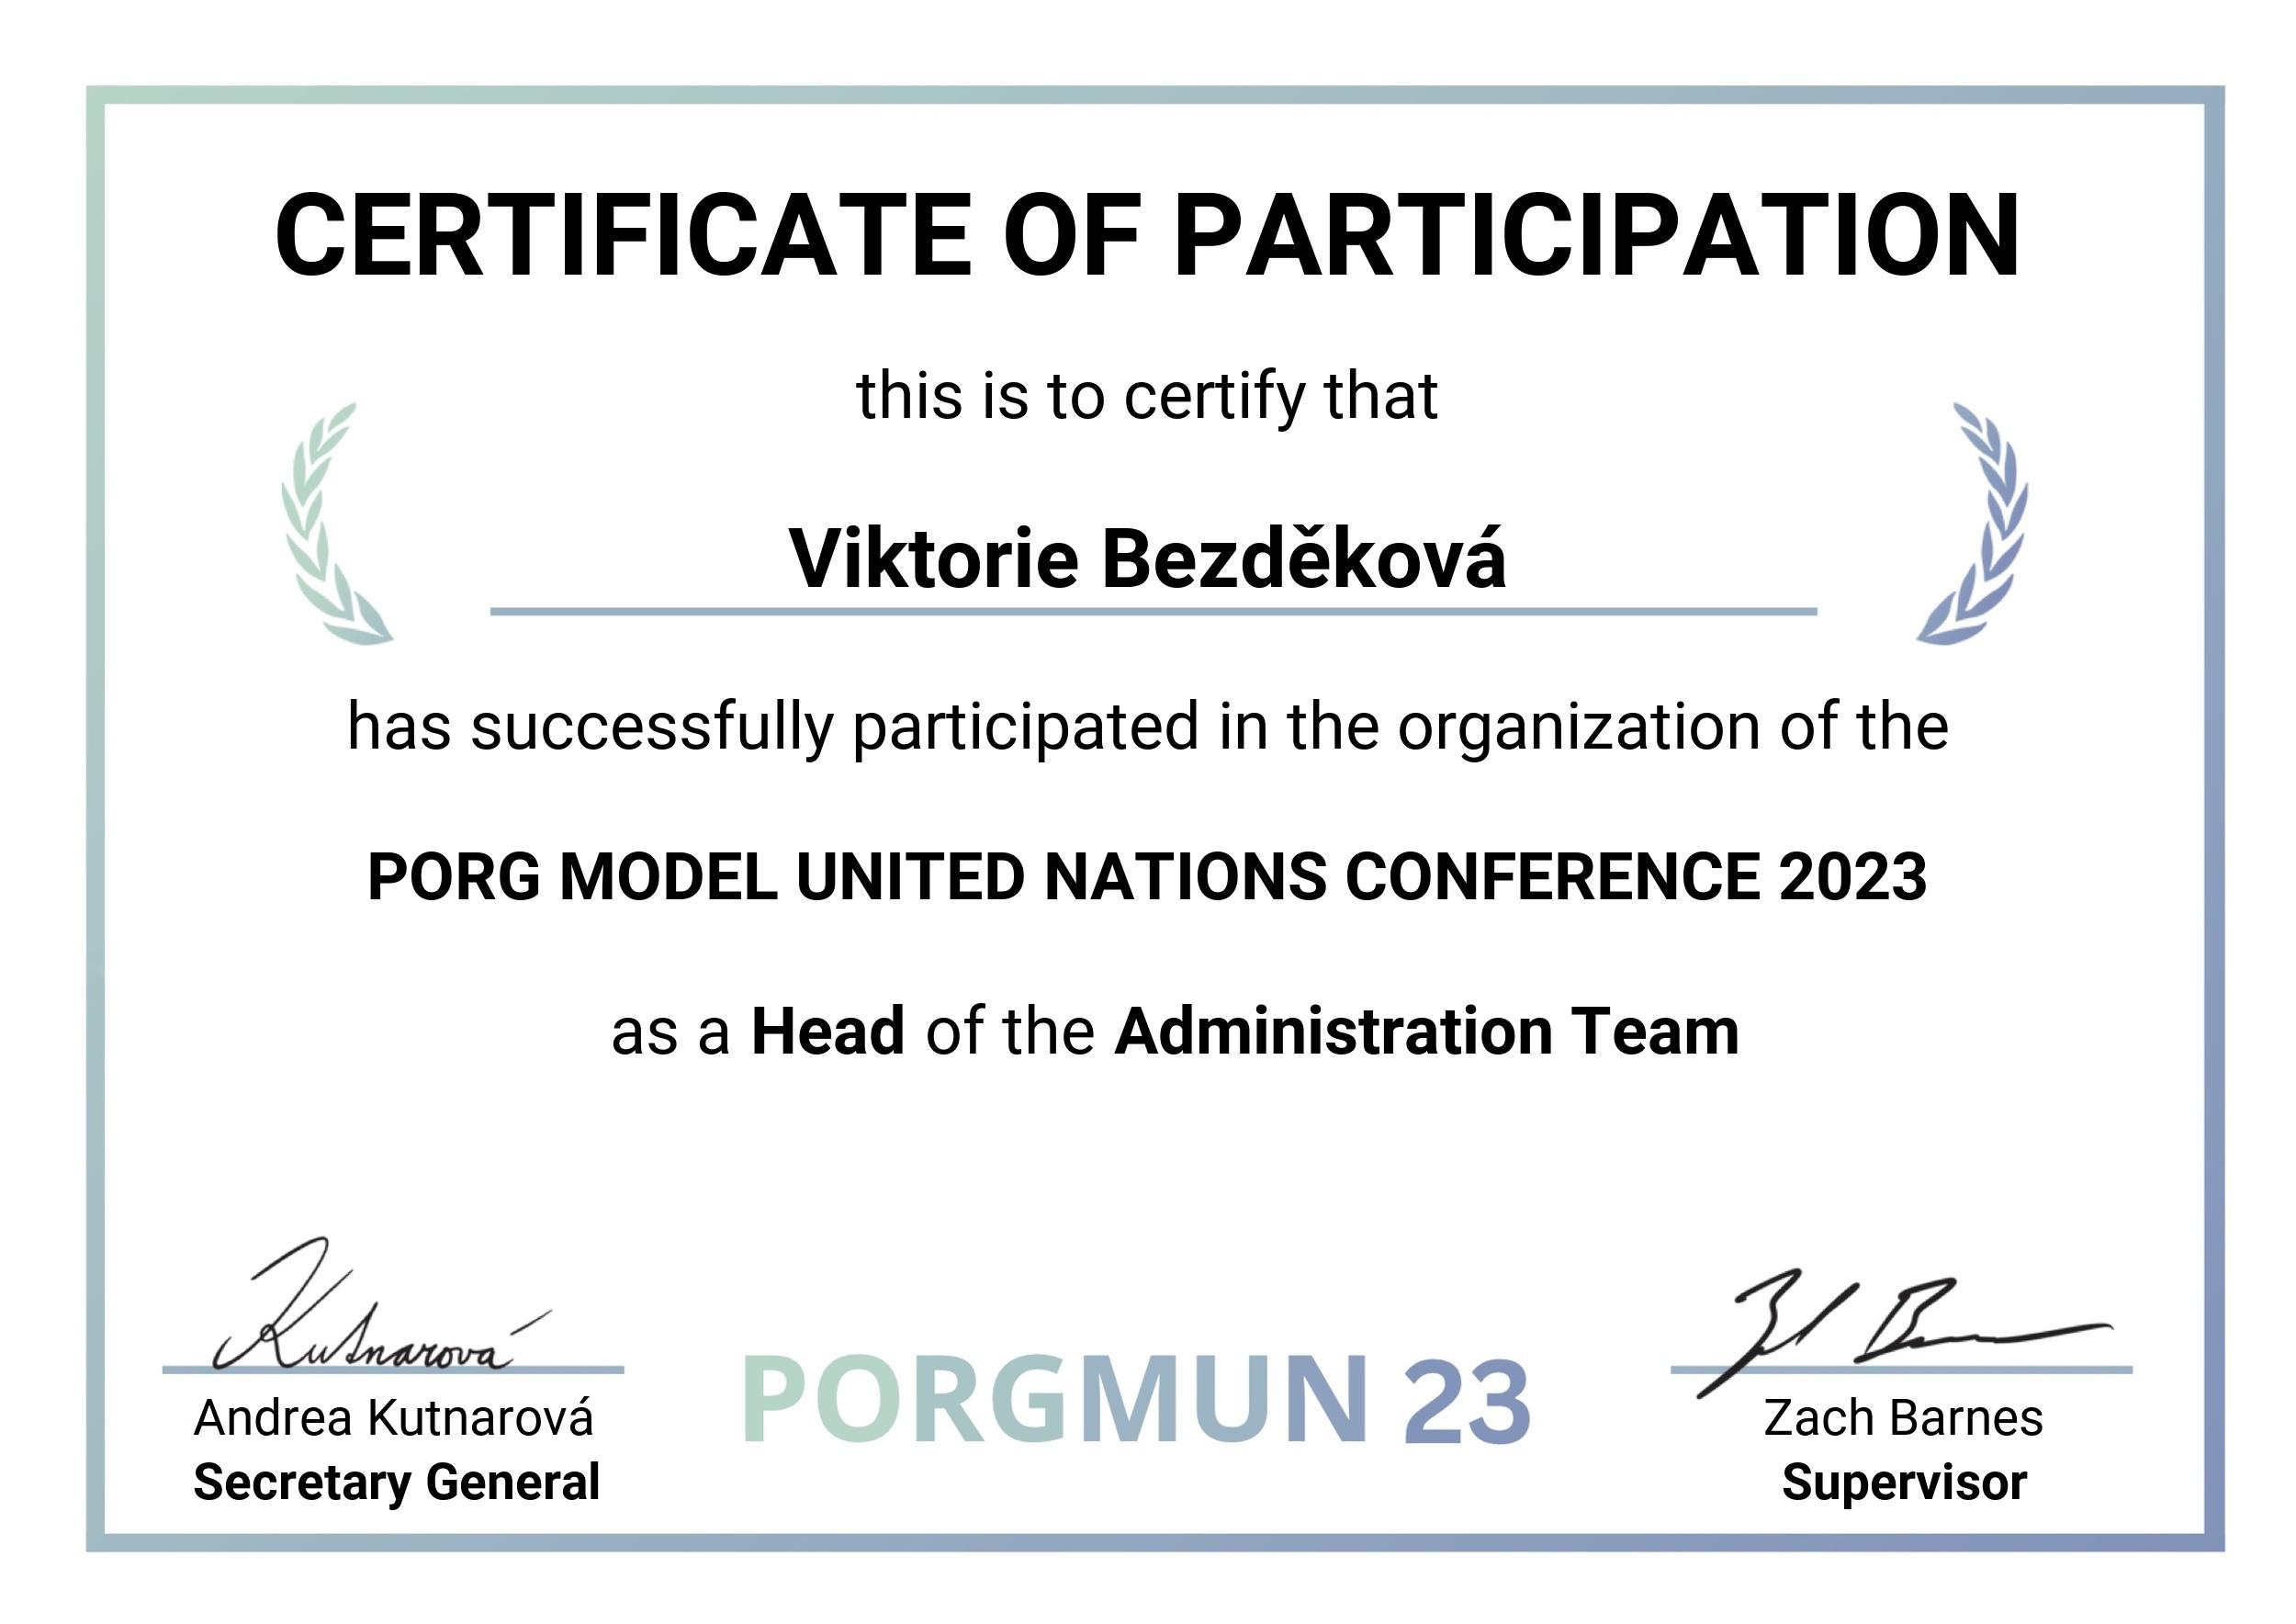 CERTIFICATE OF PARTICIPATION
this is to certify that
Viktorie Bezděková
has successfully participated in the organization of the
PORG MODEL UNITED NATIONS CONFERENCE 2023
as a Head of the Administration Team
Kutnarová
Andrea Kutnarová
Secretary General
PORGMUN 23
Zach Barnes
Supervisor